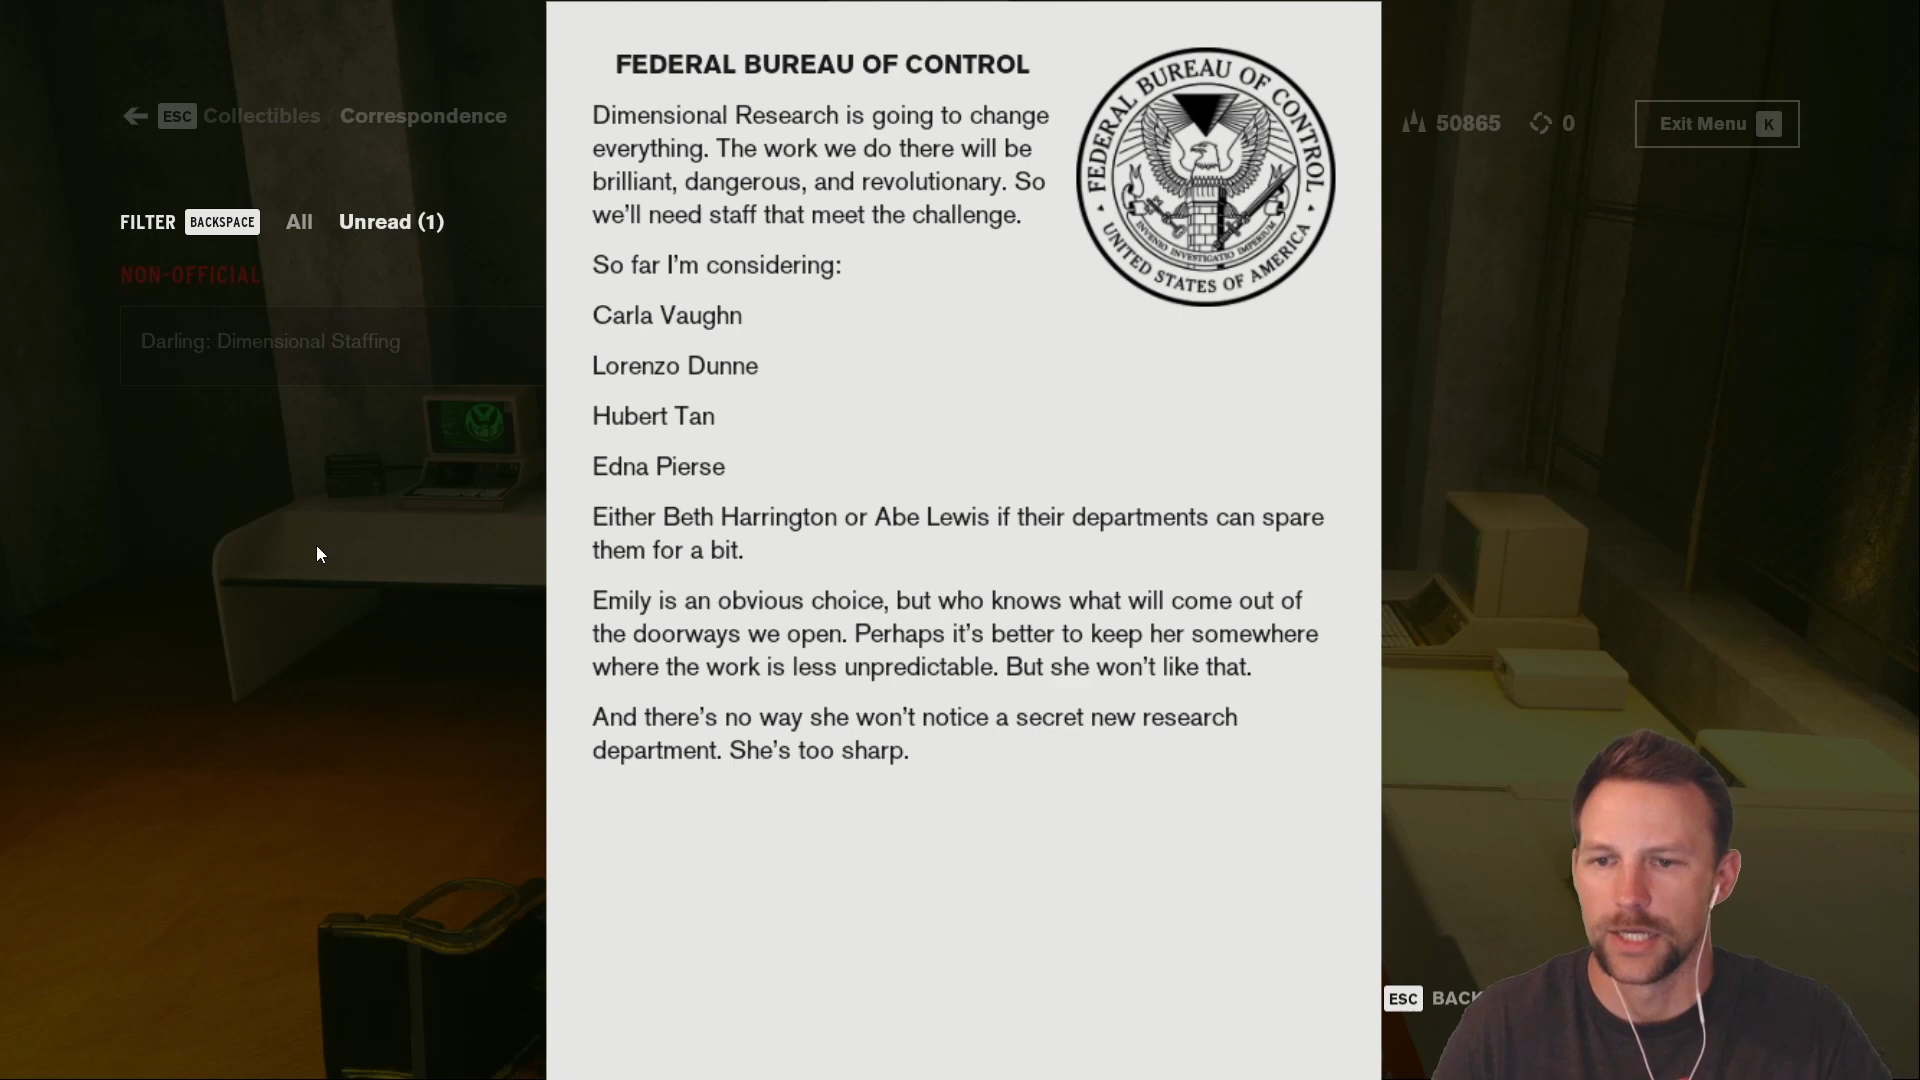 FEDERAL BUREAU OF CONTROL
Dimensional Research is going to change
everything. The work we do there will be
brilliant, dangerous, and revolutionary. So
we'll need staff that meet the challenge.
So far I'm considering:
Carla Vaughn
Lorenzo Dunne
Hubert Tan
Edna Pierse
Either Beth Harrington or Abe Lewis if their departments can spare
them for a bit.
Emily is an obvious choice, but who knows what will come out of
the doorways we open. Perhaps it's better to keep her somewhere
where the work is less unpredictable. But she won't like that.
And there's no way she won't notice a secret new research
department. She's too sharp.
FEDERAL BUREAU OF CONTROL
INVENIO INVESTIGATIO IMPERIUM
UNITED STATES OF AMERICA
ESC Collectibles / Correspondence
50865 0
Exit Menu K
FILTER BACKSPACE All Unread (1)
NON-OFFICIAL
Darling: Dimensional Staffing
ESC BACK